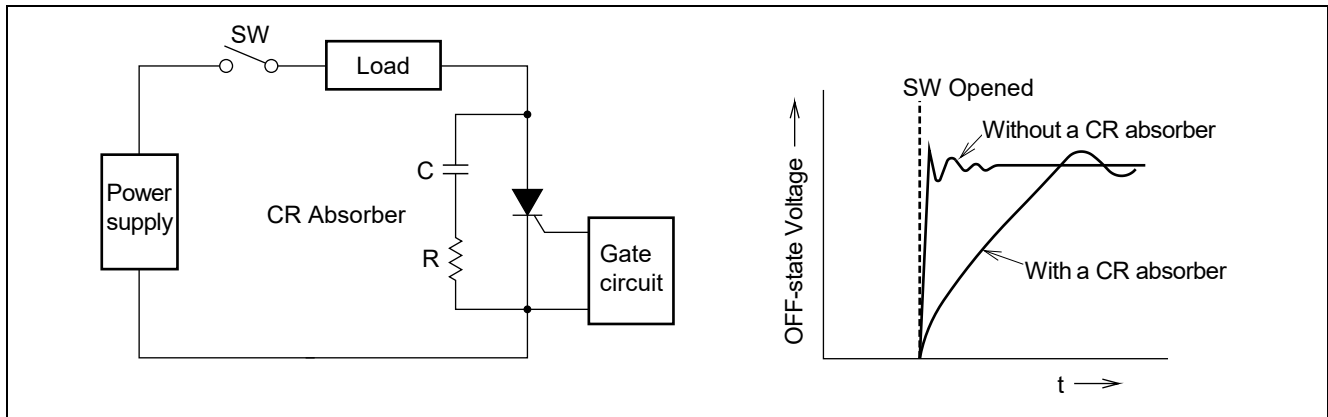 SW
Load
C
R
CR Absorber
Power
supply
Gate
circuit
SW Opened
Without a CR absorber
With a CR absorber
OFF-state Voltage
t